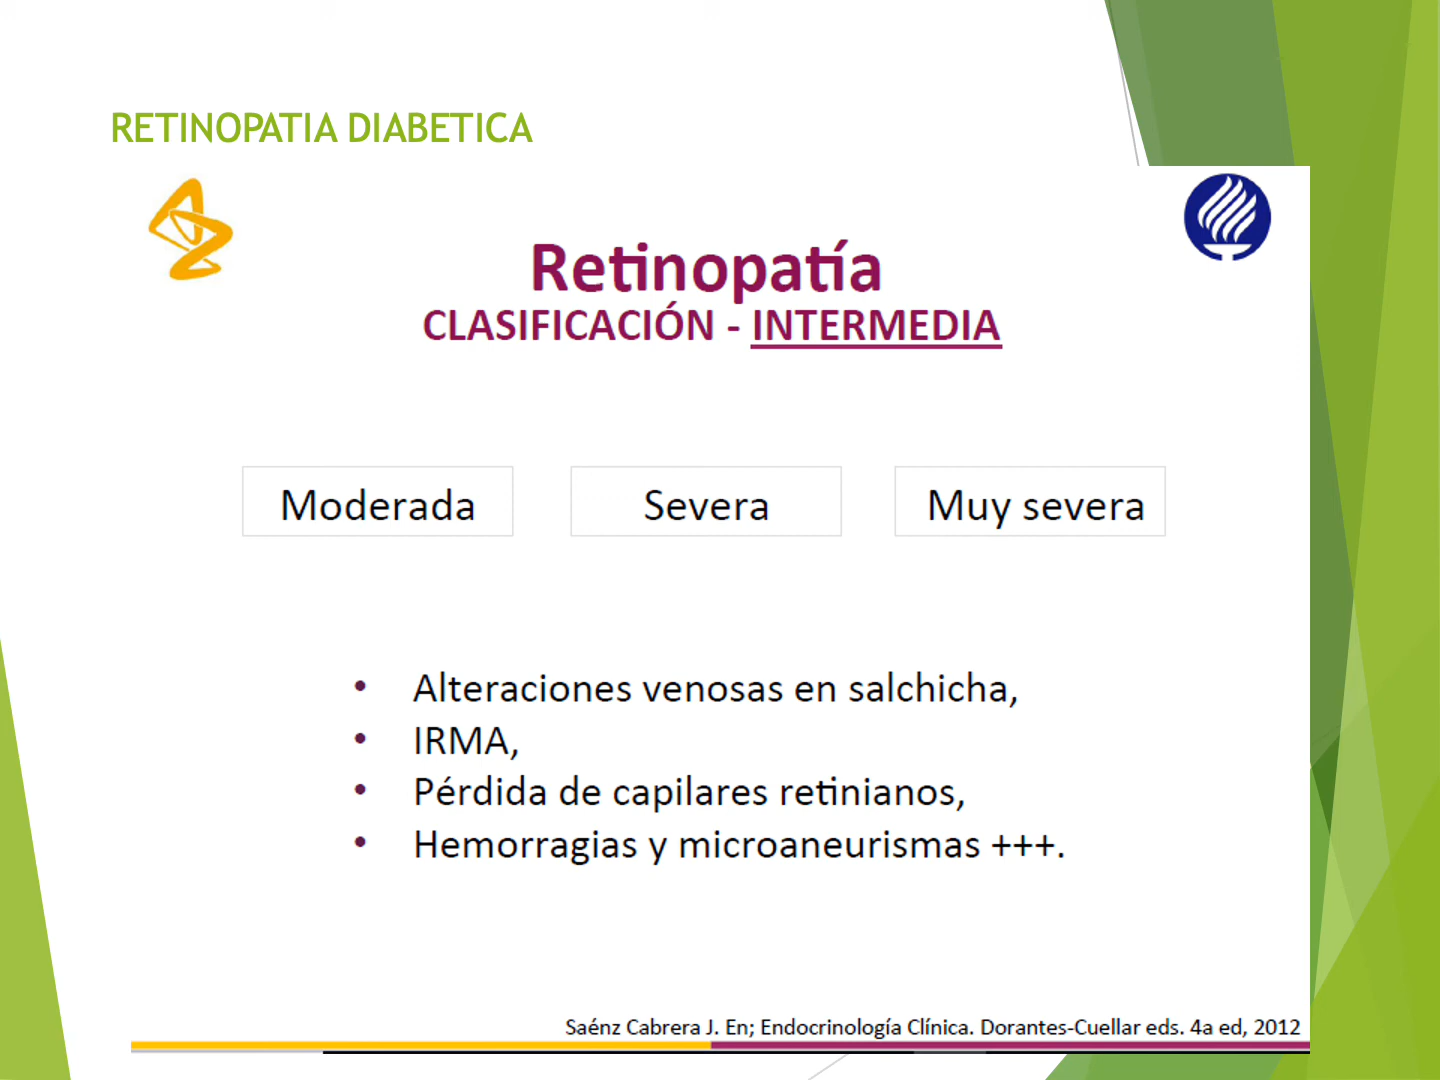 RETINOPATIA DIABETICA
Retinopatía
CLASIFICACIÓN - INTERMEDIA
Moderada
Severa
Muy severa
• Alteraciones venosas en salchicha,
• IRMA,
• Pérdida de capilares retinianos,
• Hemorragias y microaneurismas +++.
Saénz Cabrera J. En; Endocrinología Clínica. Dorantes-Cuellar eds. 4a ed, 2012